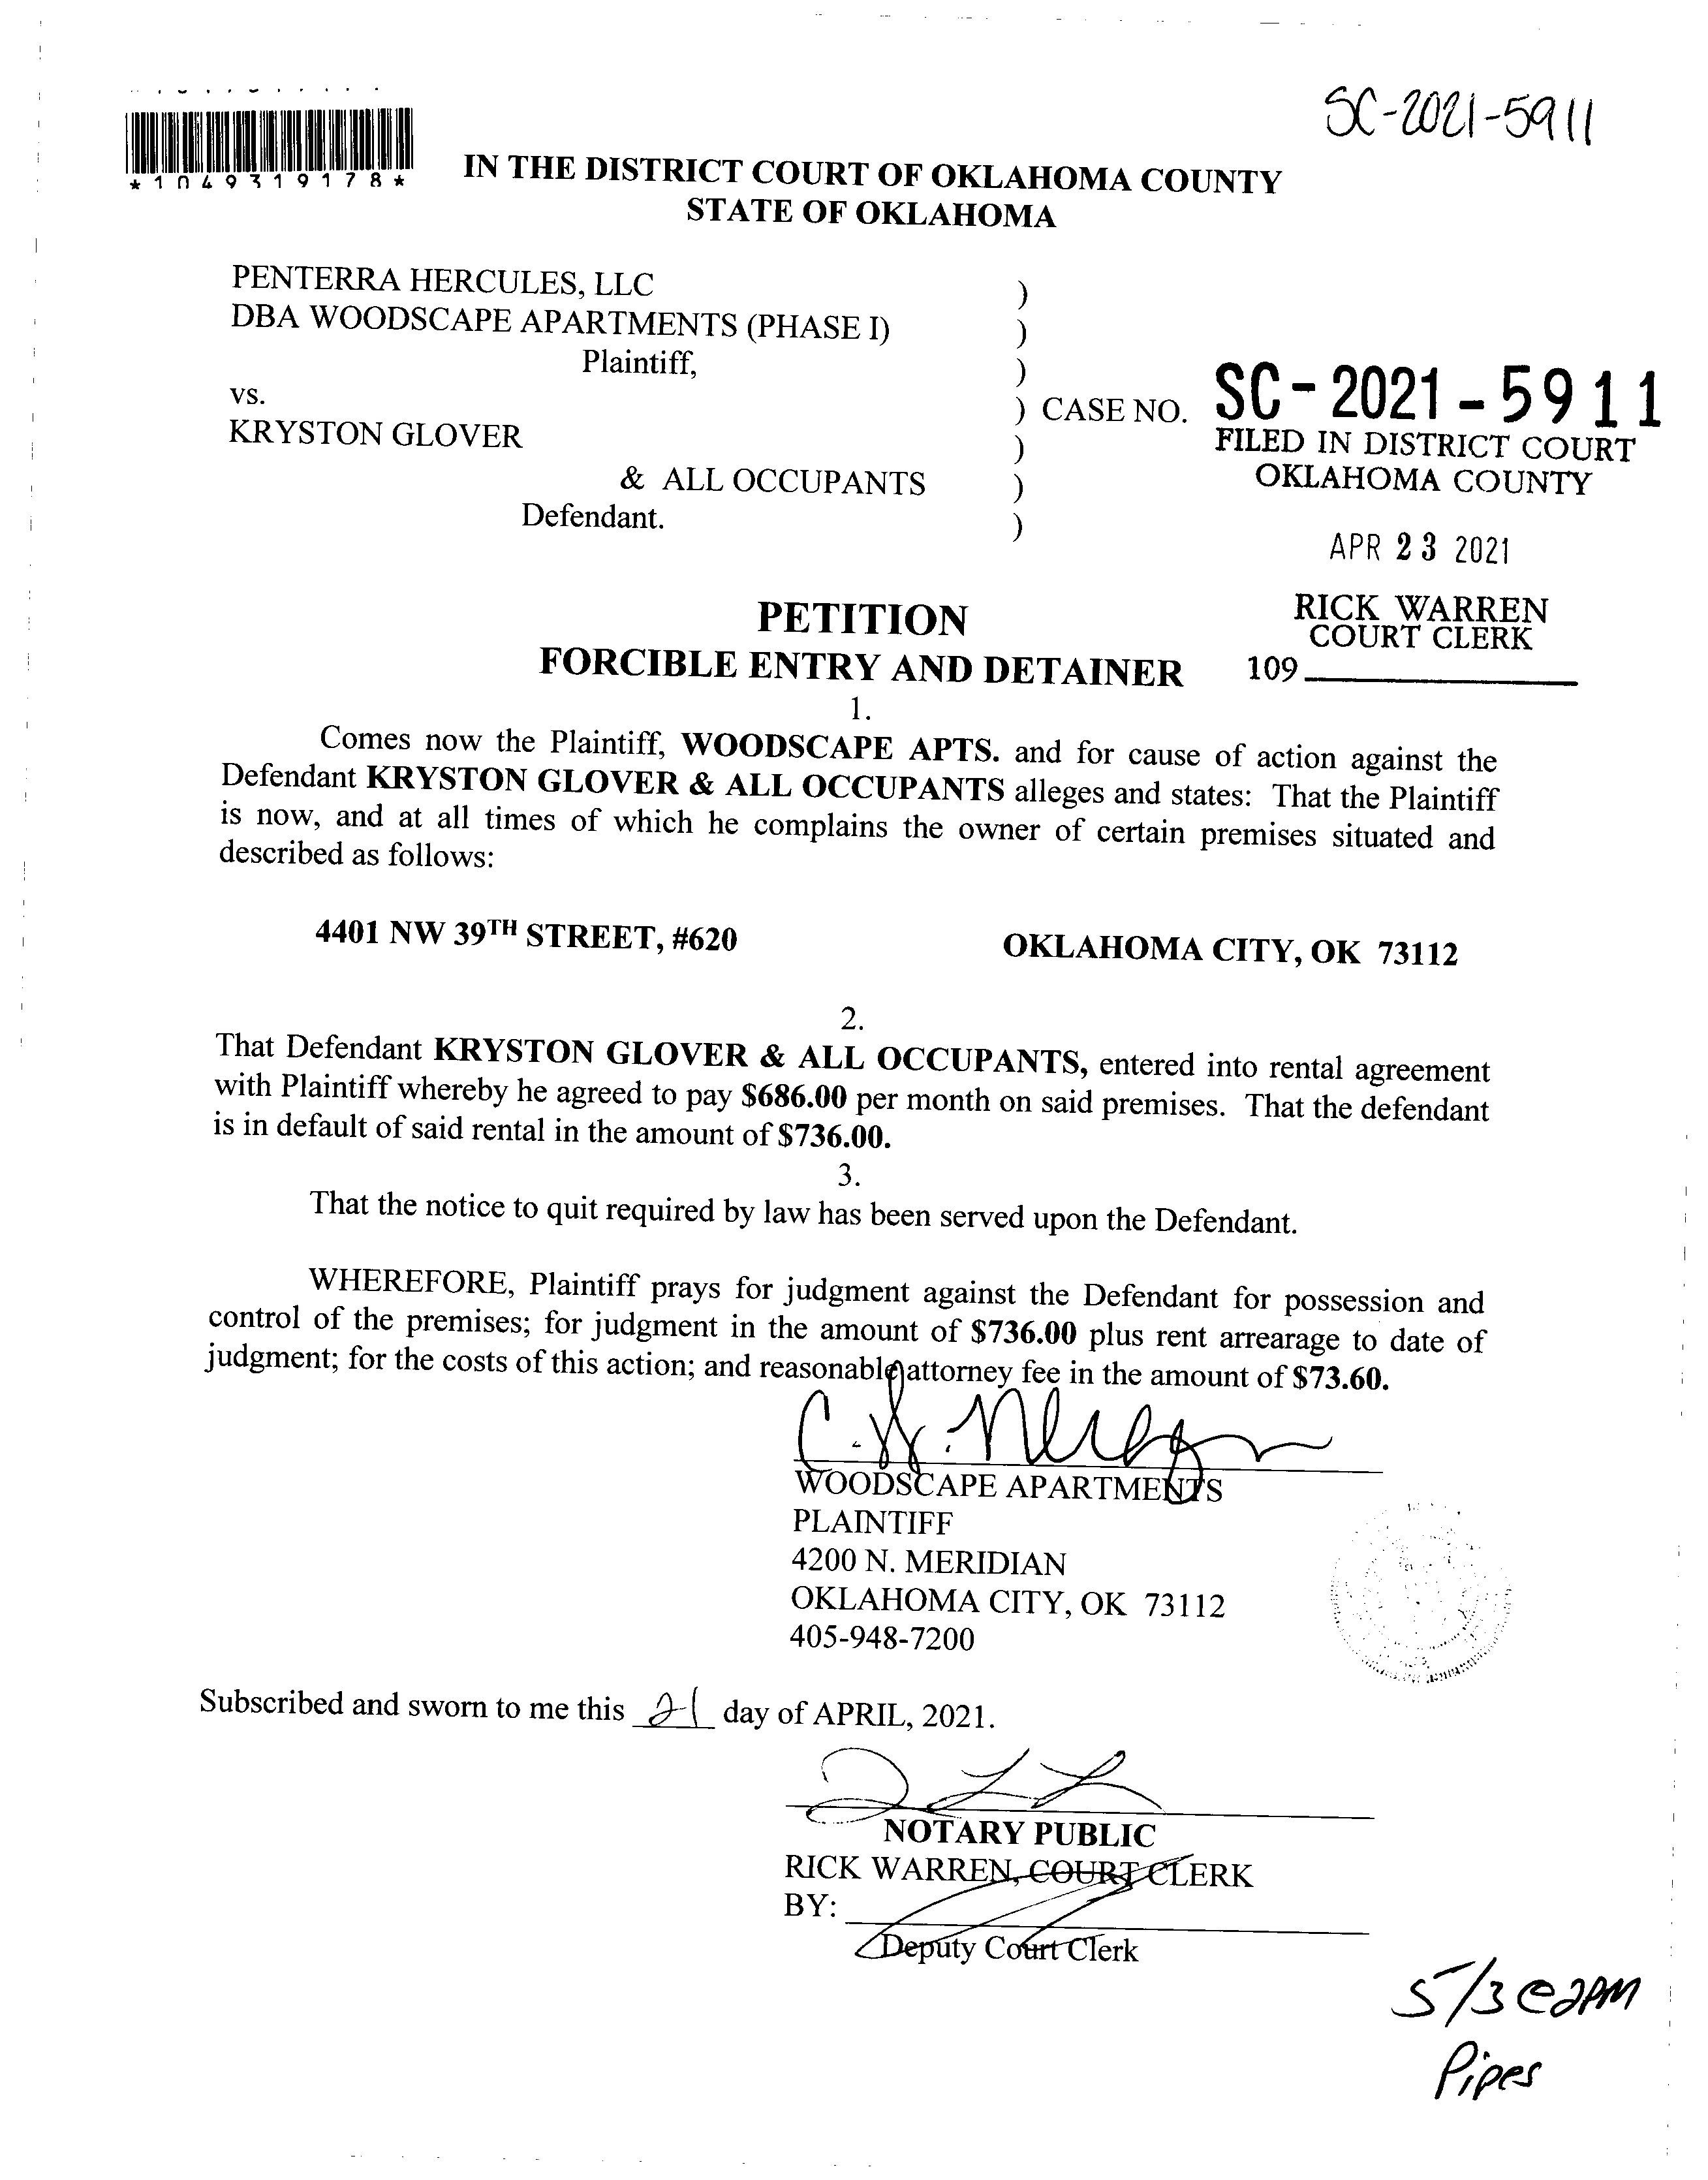 SC-2021-5911
*1049319178*
IN THE DISTRICT COURT OF OKLAHOMA COUNTY
STATE OF OKLAHOMA
PENTERRA HERCULES, LLC )
DBA WOODSCAPE APARTMENTS (PHASE I) )
Plaintiff, )
vs. ) CASE NO. SC-2021-5911
KRYSTON GLOVER ) FILED IN DISTRICT COURT
& ALL OCCUPANTS ) OKLAHOMA COUNTY
Defendant. )
APR 23 2021
PETITION
RICK WARREN
COURT CLERK
FORCIBLE ENTRY AND DETAINER
109
1.
Comes now the Plaintiff, WOODSCAPE APTS. and for cause of action against the
Defendant KRYSTON GLOVER & ALL OCCUPANTS alleges and states: That the Plaintiff
is now, and at all times of which he complains the owner of certain premises situated and
described as follows:
4401 NW 39TH STREET, #620 OKLAHOMA CITY, OK 73112
2.
That Defendant KRYSTON GLOVER & ALL OCCUPANTS, entered into rental agreement
with Plaintiff whereby he agreed to pay $686.00 per month on said premises. That the defendant
is in default of said rental in the amount of $736.00.
3.
That the notice to quit required by law has been served upon the Defendant.
WHEREFORE, Plaintiff prays for judgment against the Defendant for possession and
control of the premises; for judgment in the amount of $736.00 plus rent arrearage to date of
judgment; for the costs of this action; and reasonable attorney fee in the amount of $73.60.
WOODSCAPE APARTMENTS
PLAINTIFF
4200 N. MERIDIAN
OKLAHOMA CITY, OK 73112
405-948-7200
Subscribed and sworn to me this 21 day of APRIL, 2021.
NOTARY PUBLIC
RICK WARREN, COURT CLERK
BY:
Deputy Court Clerk
5/3 @ 2PM
Pipes